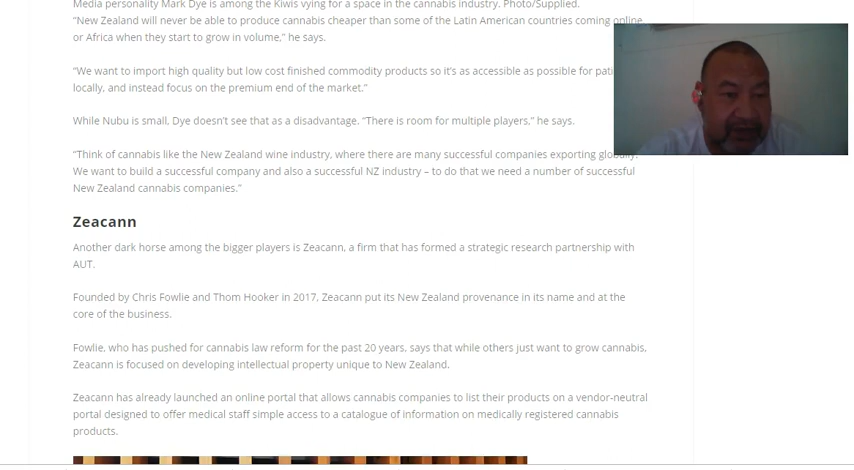 Media personality Mark Dye is among the Kiwis vying for a space in the cannabis industry. Photo/Supplied.
“New Zealand will never be able to produce cannabis cheaper than some of the Latin American countries coming online,
or Africa when they start to grow in volume,” he says.
“We want to import high quality but low cost finished commodity products so it’s as accessible as possible for
locally, and instead focus on the premium end of the market.”
While Nubu is small, Dye doesn’t see that as a disadvantage. “There is room for multiple players,” he says.
“Think of cannabis like the New Zealand wine industry, where there are many successful companies exporting globally.
We want to build a successful company and also a successful NZ industry – to do that we need a number of successful
New Zealand cannabis companies.”
Zeacann
Another dark horse among the bigger players is Zeacann, a firm that has formed a strategic research partnership with
AUT.
Founded by Chris Fowlie and Thom Hooker in 2017, Zeacann put its New Zealand provenance in its name and at the
core of the business.
Fowlie, who has pushed for cannabis law reform for the past 20 years, says that while others just want to grow cannabis,
Zeacann is focused on developing intellectual property unique to New Zealand.
Zeacann has already launched an online portal that allows cannabis companies to list their products on a vendor-neutral
portal designed to offer medical staff simple access to a catalogue of information on medically registered cannabis
products.